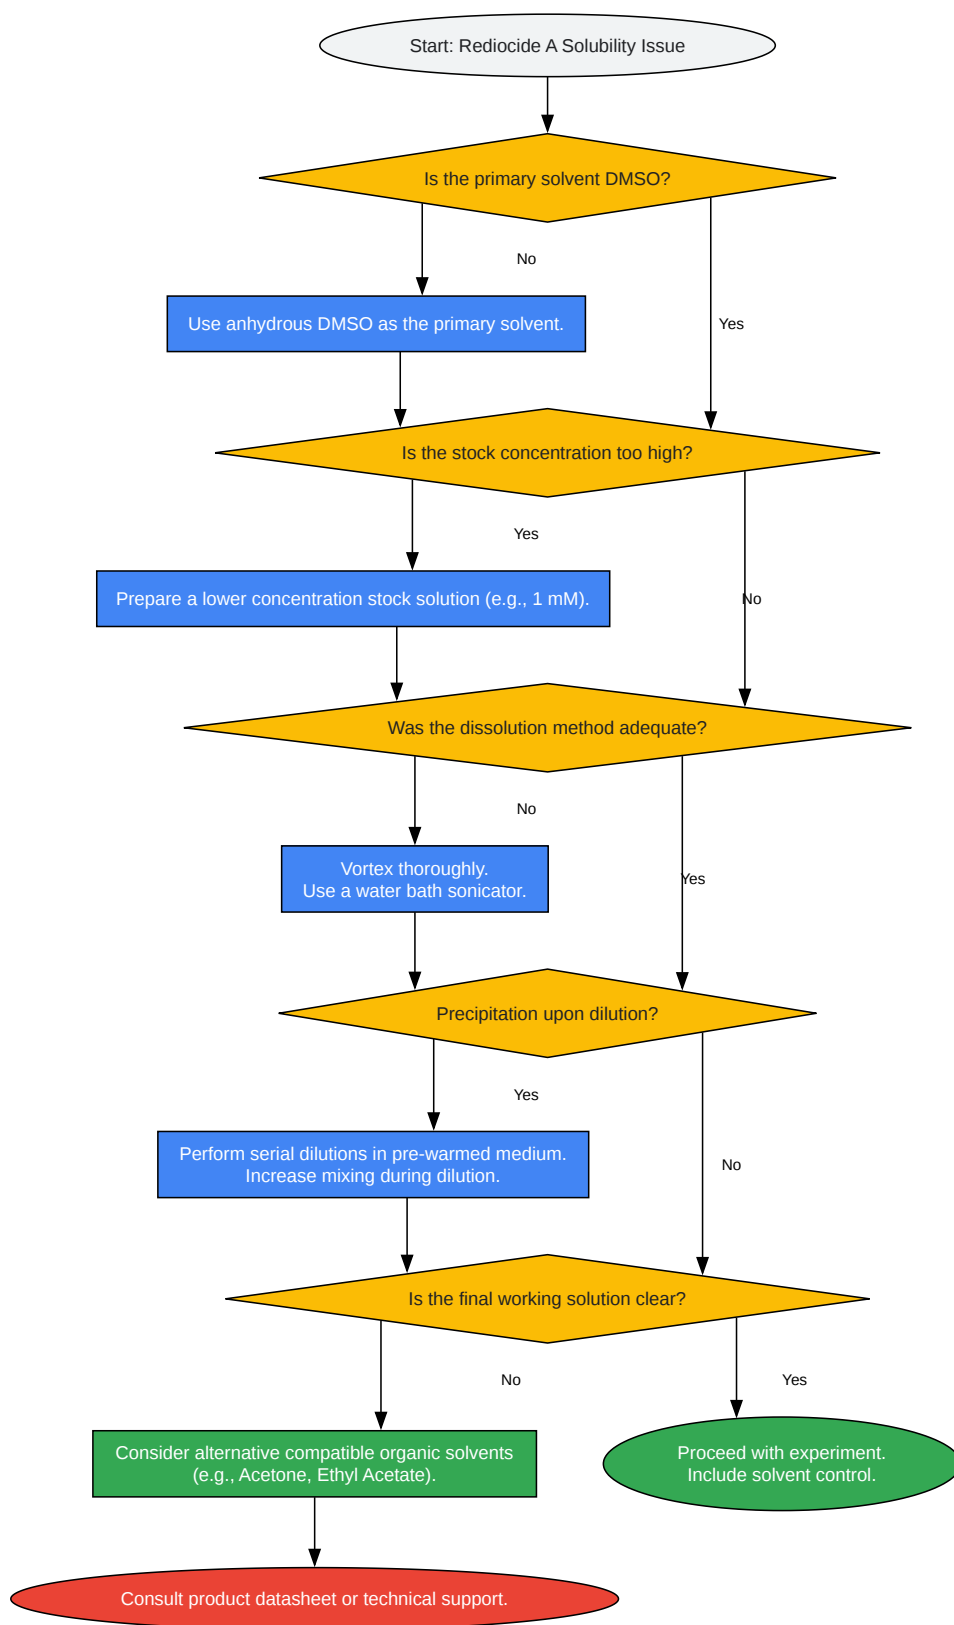 Start: Rediocide A Solubility Issue
Is the primary solvent DMSO?
No
Use anhydrous DMSO as the primary solvent.
Yes
Is the stock concentration too high?
Yes
Prepare a lower concentration stock solution (e.g., 1 mM).
No
Was the dissolution method adequate?
No
Vortex thoroughly.
Use a water bath sonicator.
Yes
Precipitation upon dilution?
Yes
Perform serial dilutions in pre-warmed medium.
Increase mixing during dilution.
No
Is the final working solution clear?
No
Yes
Consider alternative compatible organic solvents
(e.g., Acetone, Ethyl Acetate).
Proceed with experiment.
Include solvent control.
Consult product datasheet or technical support.